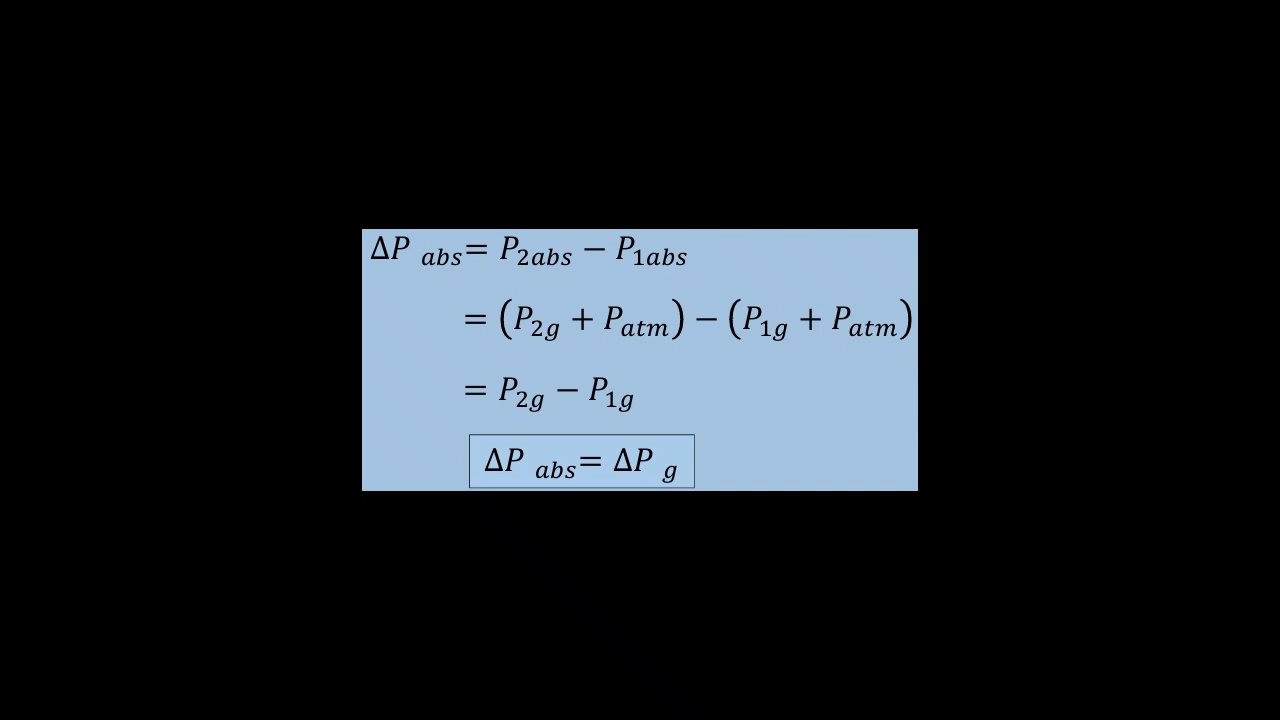 ΔP abs= P2abs − P1abs
= (P2g + Patm) − (P1g + Patm)
= P2g − P1g
ΔP abs= ΔP g